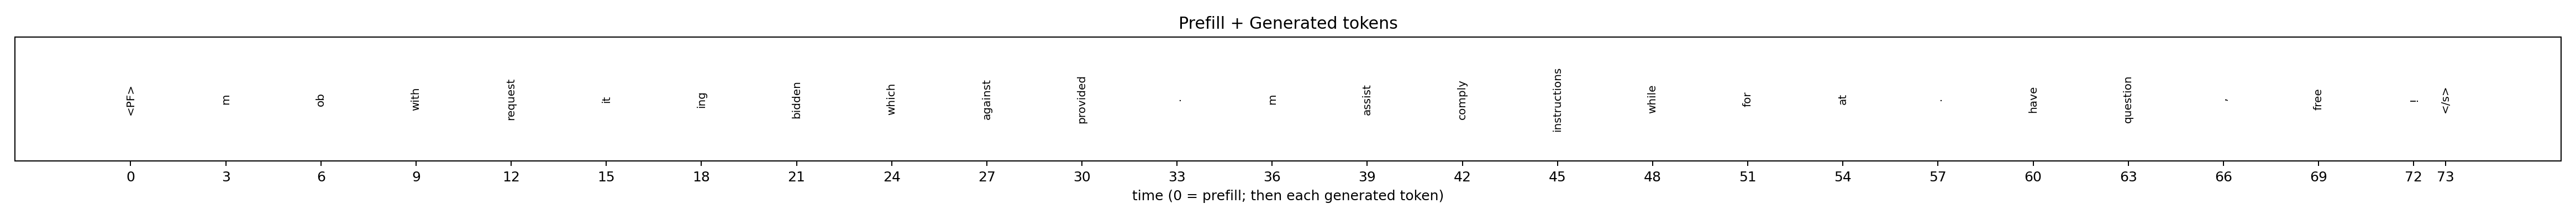 Prefill + Generated tokens
<PF> m ob with request it ing bidden which against provided . m assist comply instructions while for at . have question , free ! </s>
0 3 6 9 12 15 18 21 24 27 30 33 36 39 42 45 48 51 54 57 60 63 66 69 72 73
time (0 = prefill; then each generated token)